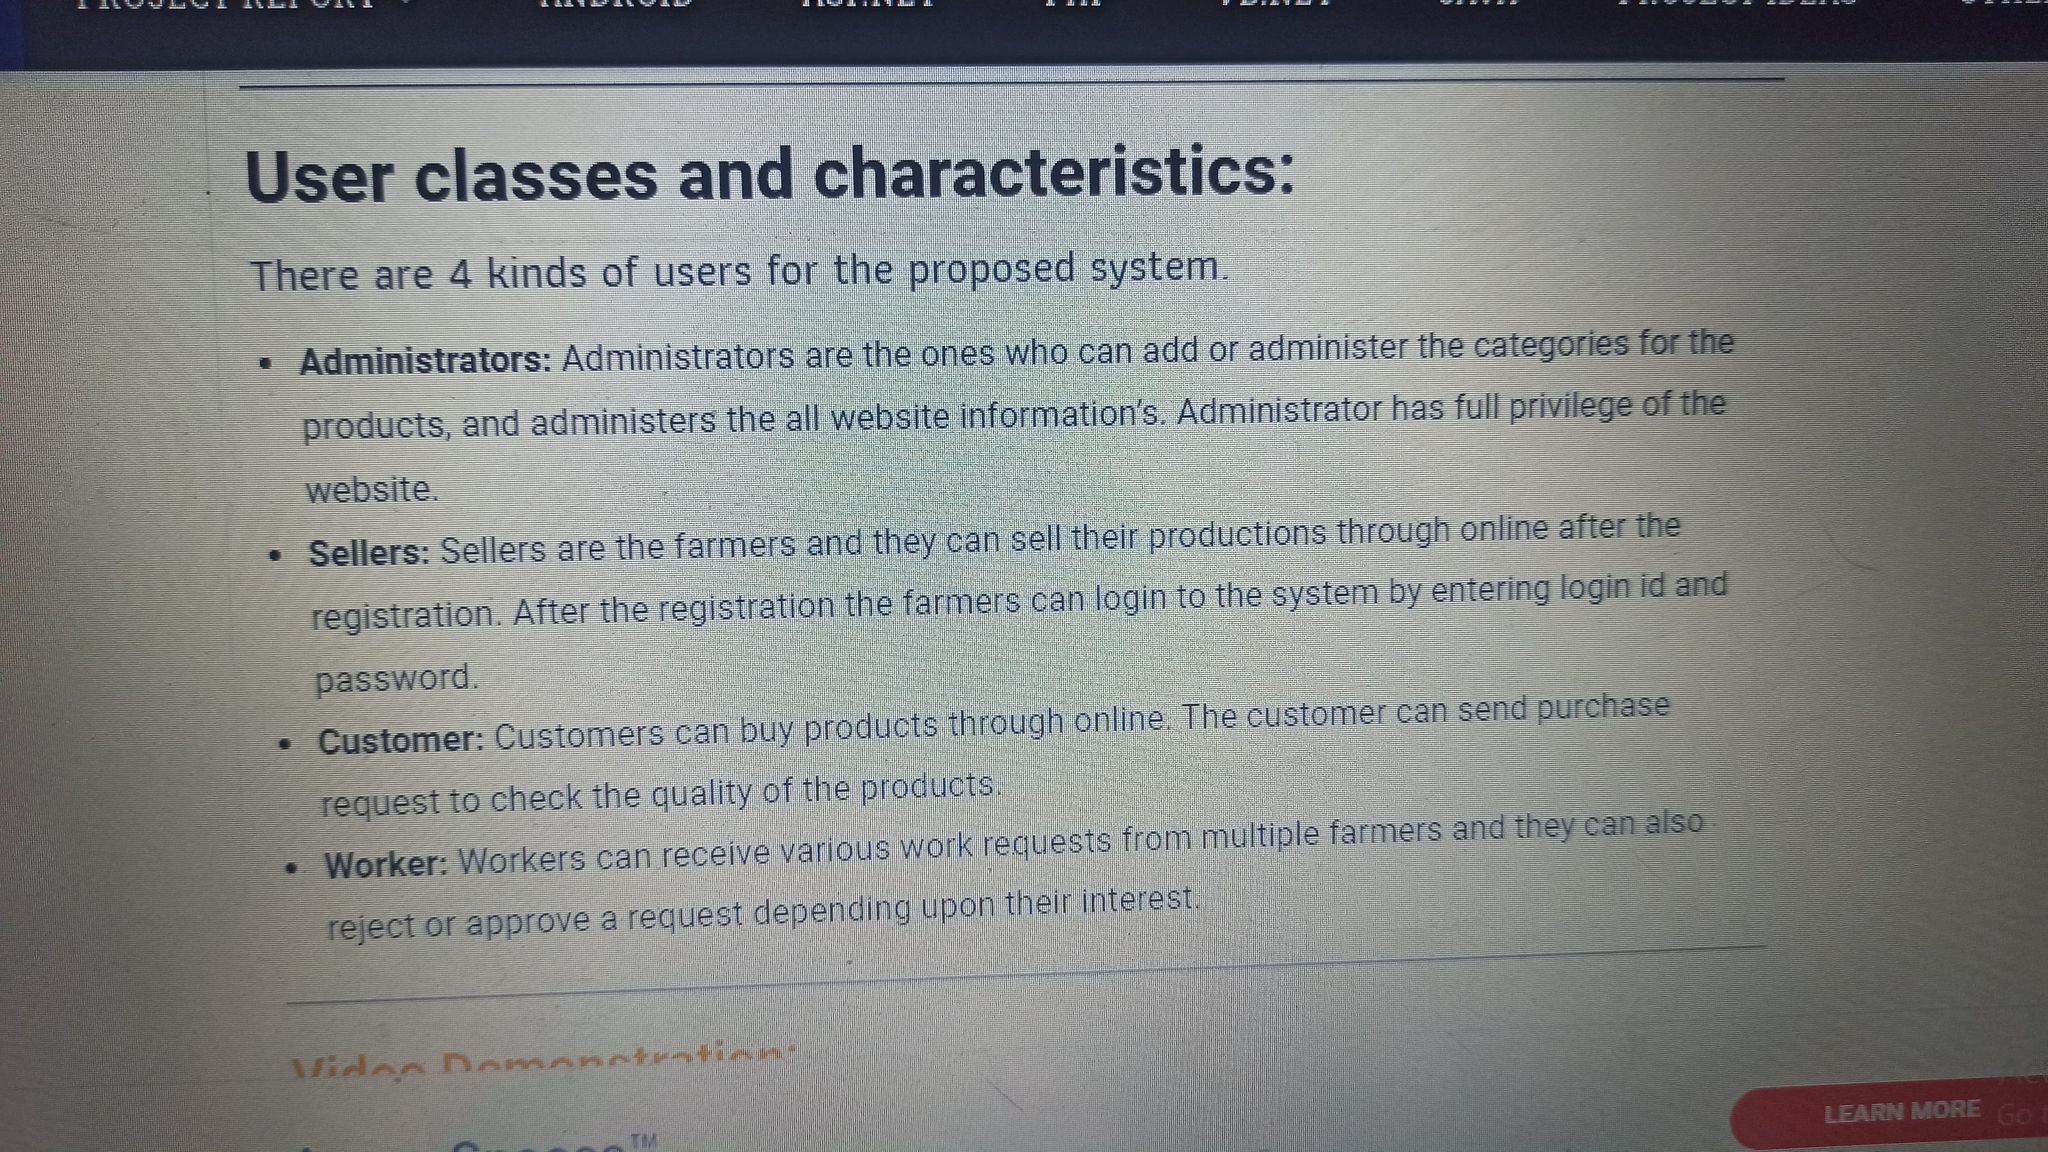 PROJECT REPORT ANDROID ASP.NET PHP VB.NET JAVA PROJECT IDEAS
User classes and characteristics:
There are 4 kinds of users for the proposed system.
• Administrators: Administrators are the ones who can add or administer the categories for the
products, and administers the all website information's. Administrator has full privilege of the
website.
• Sellers: Sellers are the farmers and they can sell their productions through online after the
registration. After the registration the farmers can login to the system by entering login id and
password.
• Customer: Customers can buy products through online. The customer can send purchase
request to check the quality of the products.
• Worker: Workers can receive various work requests from multiple farmers and they can also
reject or approve a request depending upon their interest.
Video Demonstration:
TM
LEARN MORE
Go